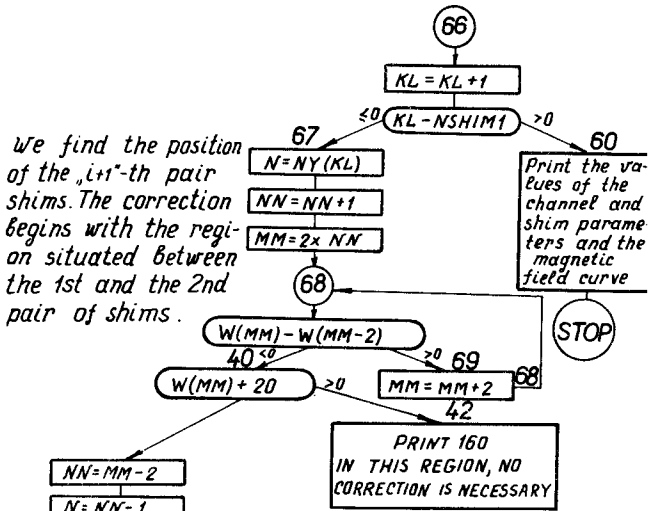 66
KL = KL+1
KL - NSHIM1
≤0
>0
67
60
We find the position
of the „i+1"-th pair
shims. The correction
begins with the regi-
on situated between
the 1st and the 2nd
pair of shims.
N=NY(KL)
NN=NN+1
MM=2x NN
Print the va-
lues of the
channel and
shim parame-
ters and the
magnetic
field curve
68
STOP
W(MM)-W(MM-2)
40 ≤0
>0
69
W(MM)+20
>0
MM=MM+2
68
42
PRINT 160
IN THIS REGION, NO
CORRECTION IS NECESSARY
NN=MM-2
N=NN-1